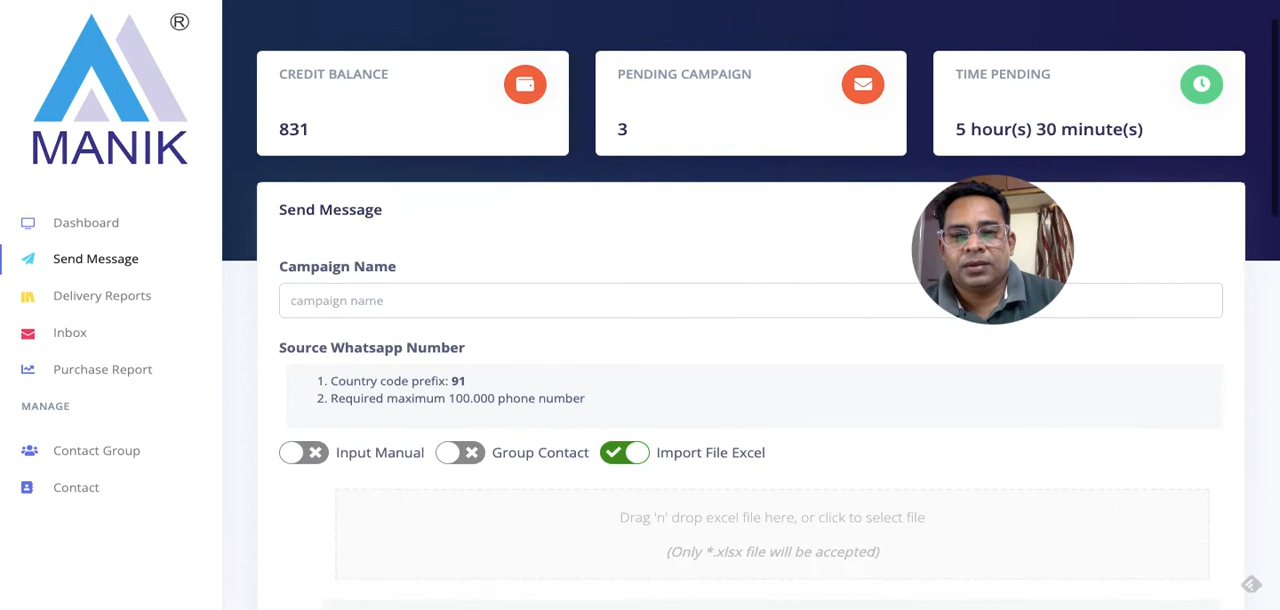 ®
MANIK
Dashboard
Send Message
Delivery Reports
Inbox
Purchase Report
MANAGE
Contact Group
Contact
CREDIT BALANCE
831
PENDING CAMPAIGN
3
TIME PENDING
5 hour(s) 30 minute(s)
Send Message
Campaign Name
campaign name
Source Whatsapp Number
1. Country code prefix: 91
2. Required maximum 100.000 phone number
Input Manual
Group Contact
Import File Excel
Drag 'n' drop excel file here, or click to select file
(Only *.xlsx file will be accepted)